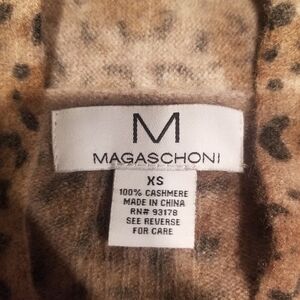 M
MAGASCHONI
XS
100% CASHMERE
MADE IN CHINA
RN# 93178
SEE REVERSE
FOR CARE